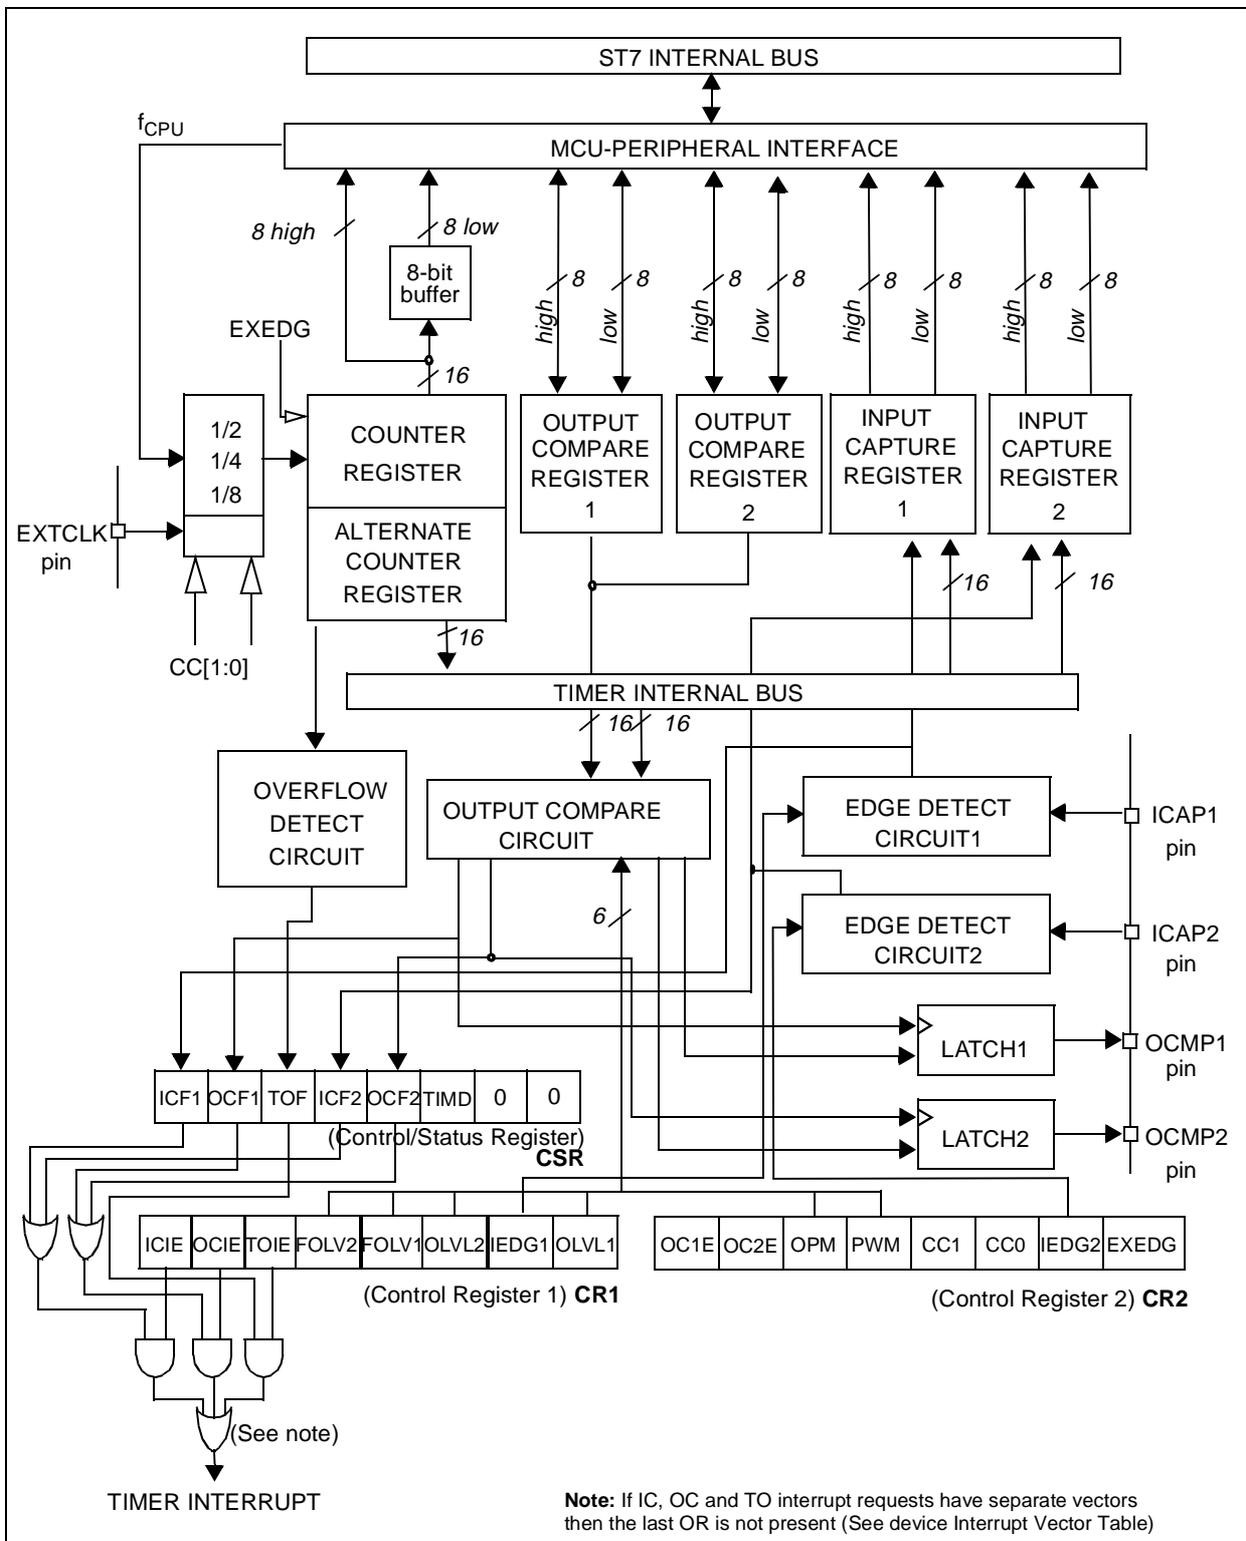 ST7 INTERNAL BUS
fCPU
MCU-PERIPHERAL INTERFACE
8 high
8 low
8-bit
buffer
high
8
low
8
high
8
low
8
high
8
low
8
high
8
low
8
EXEDG
16
1/2
1/4
1/8
COUNTER
REGISTER
ALTERNATE
COUNTER
REGISTER
OUTPUT
COMPARE
REGISTER
1
OUTPUT
COMPARE
REGISTER
2
INPUT
CAPTURE
REGISTER
1
INPUT
CAPTURE
REGISTER
2
EXTCLK
pin
16
16
16
CC[1:0]
TIMER INTERNAL BUS
16
16
OVERFLOW
DETECT
CIRCUIT
OUTPUT COMPARE
CIRCUIT
EDGE DETECT
CIRCUIT1
ICAP1
pin
6
EDGE DETECT
CIRCUIT2
ICAP2
pin
LATCH1
OCMP1
pin
LATCH2
OCMP2
pin
ICF1 OCF1 TOF ICF2 OCF2 TIMD 0 0
(Control/Status Register)
CSR
ICIE OCIE TOIE FOLV2 FOLV1 OLVL2 IEDG1 OLVL1
(Control Register 1) CR1
OC1E OC2E OPM PWM CC1 CC0 IEDG2 EXEDG
(Control Register 2) CR2
(See note)
TIMER INTERRUPT
Note: If IC, OC and TO interrupt requests have separate vectors
then the last OR is not present (See device Interrupt Vector Table)